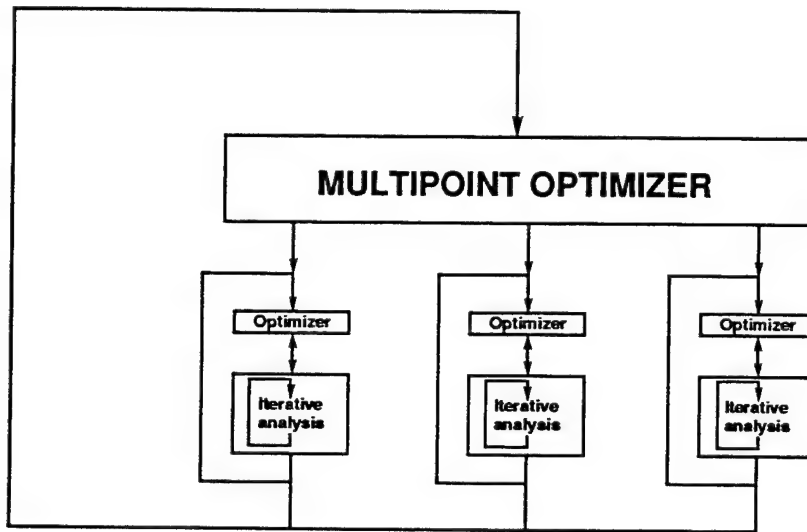 MULTIPOINT OPTIMIZER
Optimizer
Optimizer
Optimizer
Iterative
analysis
Iterative
analysis
Iterative
analysis